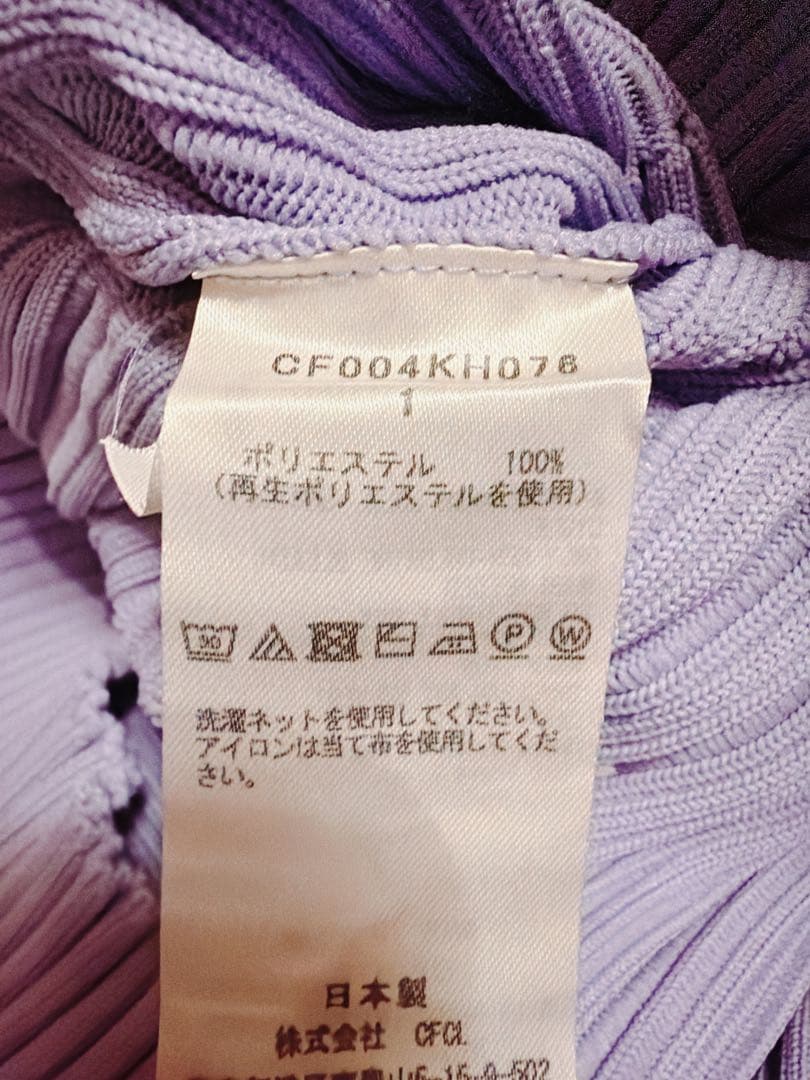 CF004KH076
1
ポリエステル 100%
(再生ポリエステルを使用)
30
P
W
洗濯ネットを使用してください。
アイロンは当て布を使用してくだ
さい。
日本製
株式会社 CFCL